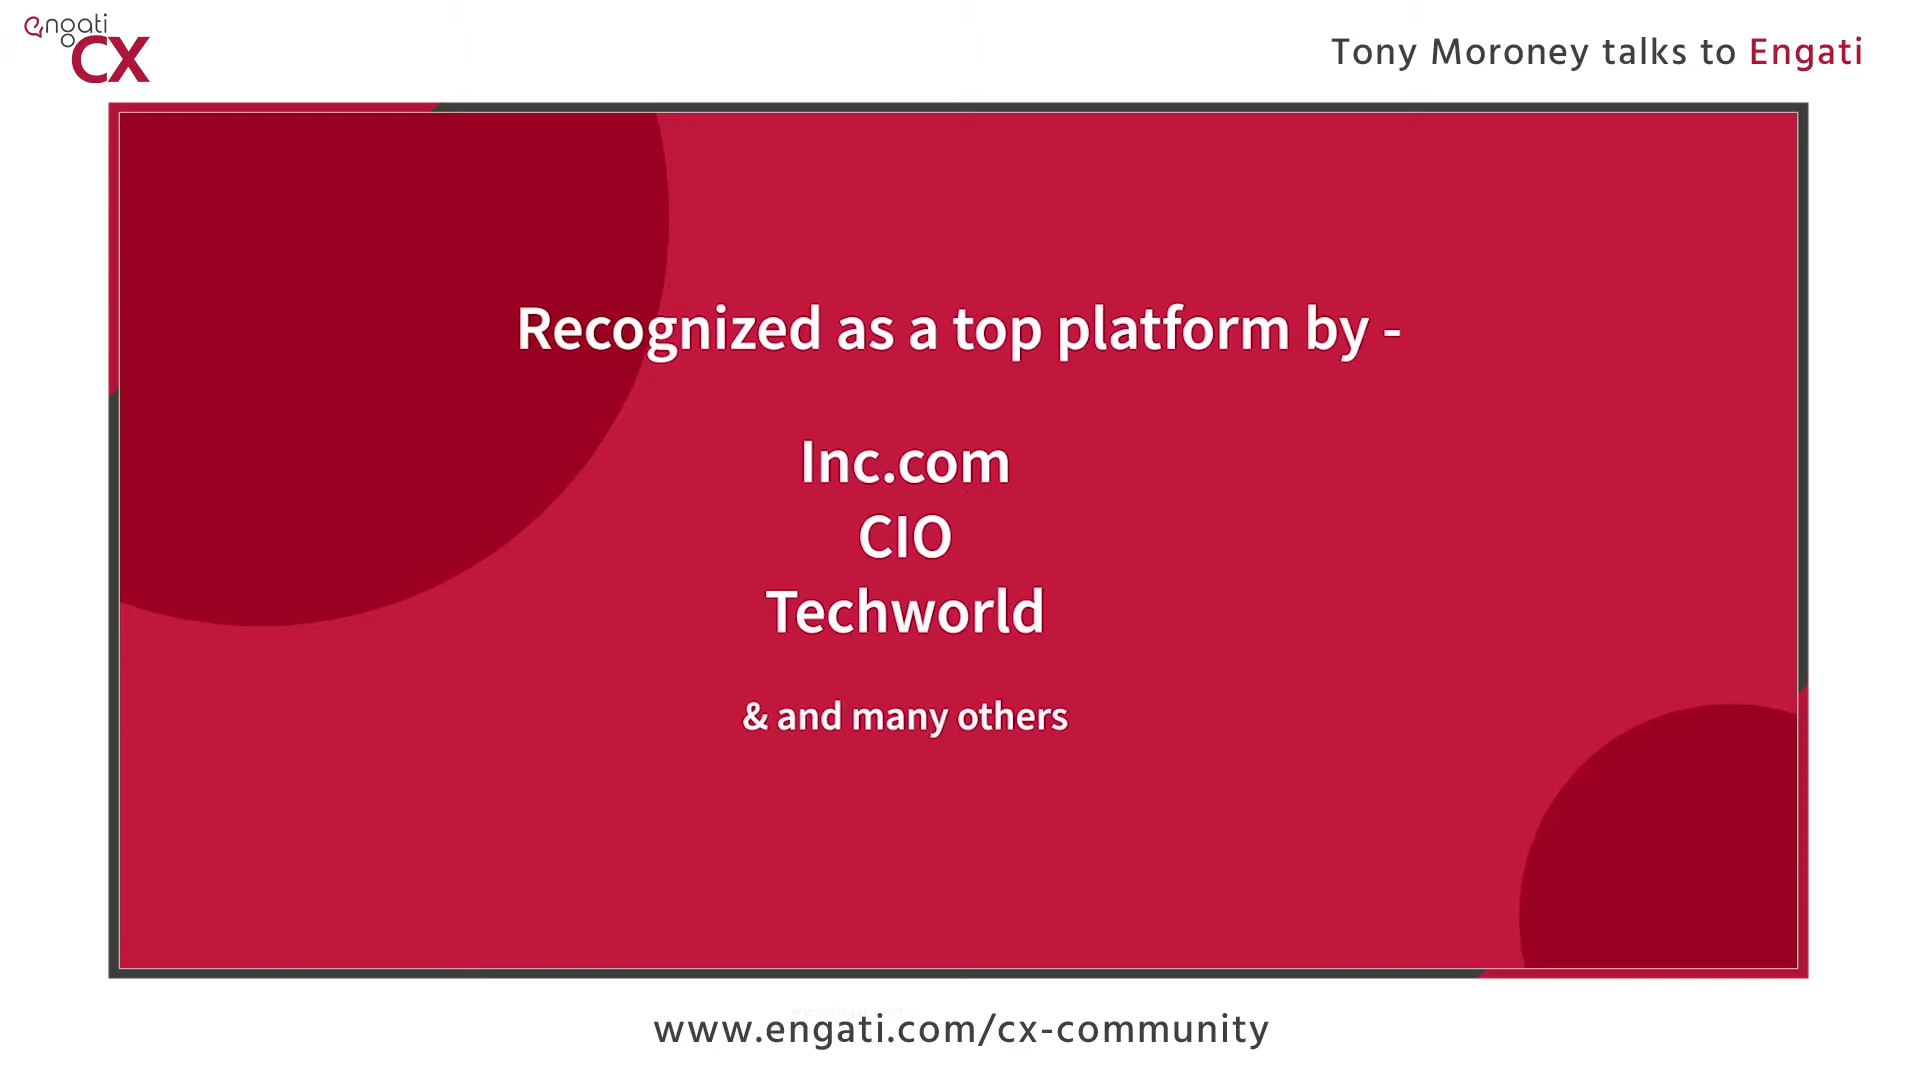 engati
CX
Tony Moroney talks to Engati
Recognized as a top platform by -
Inc.com
CIO
Techworld
& and many others
www.engati.com/cx-community